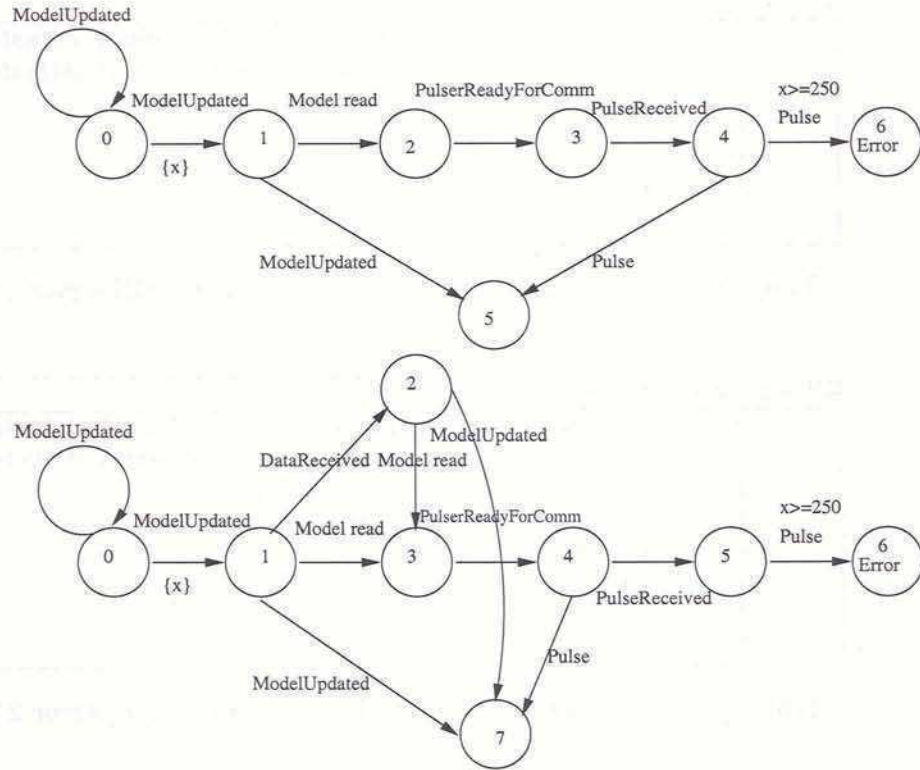 ModelUpdated
ModelUpdated
Model read
PulserReadyForComm
PulseReceived
x>=250
Pulse
0
{x}
1
2
3
4
6
Error
ModelUpdated
Pulse
5
2
ModelUpdated
ModelUpdated
DataReceived
Model read
ModelUpdated
Model read
PulserReadyForComm
x>=250
Pulse
0
{x}
1
3
4
5
6
Error
PulseReceived
ModelUpdated
Pulse
7